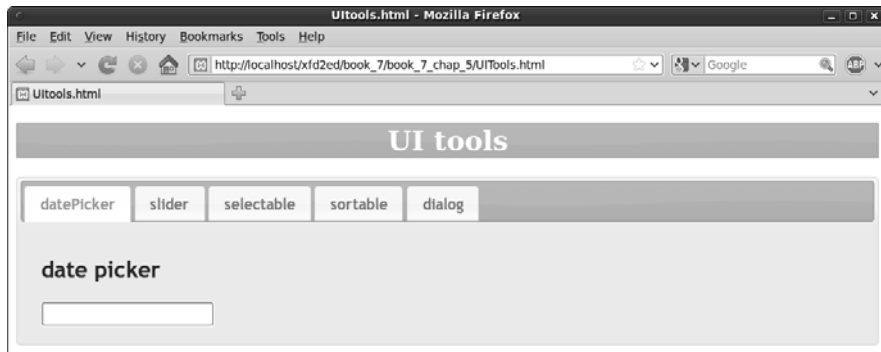 UItools.html - Mozilla Firefox
File Edit View History Bookmarks Tools Help
http://localhost/xfd2ed/book_7/book_7_chap_5/UITools.html Google ABP
UItools.html
UI tools
datePicker slider selectable sortable dialog
date picker